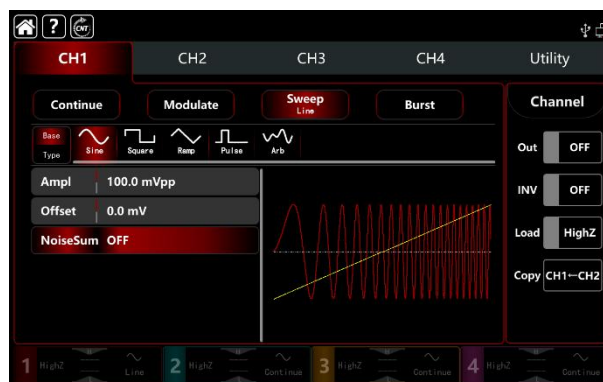 ? CNT
CH1 CH2 CH3 CH4 Utility
Continue Modulate Sweep Burst Channel
Line
Base
Type Sine Square Ramp Pulse Arb
Out OFF
Ampl 100.0 mVpp
INV OFF
Offset 0.0 mV
Load HighZ
NoiseSum OFF
Copy CH1←CH2
1 HighZ Line 2 HighZ Continue 3 HighZ Continue 4 HighZ Continue